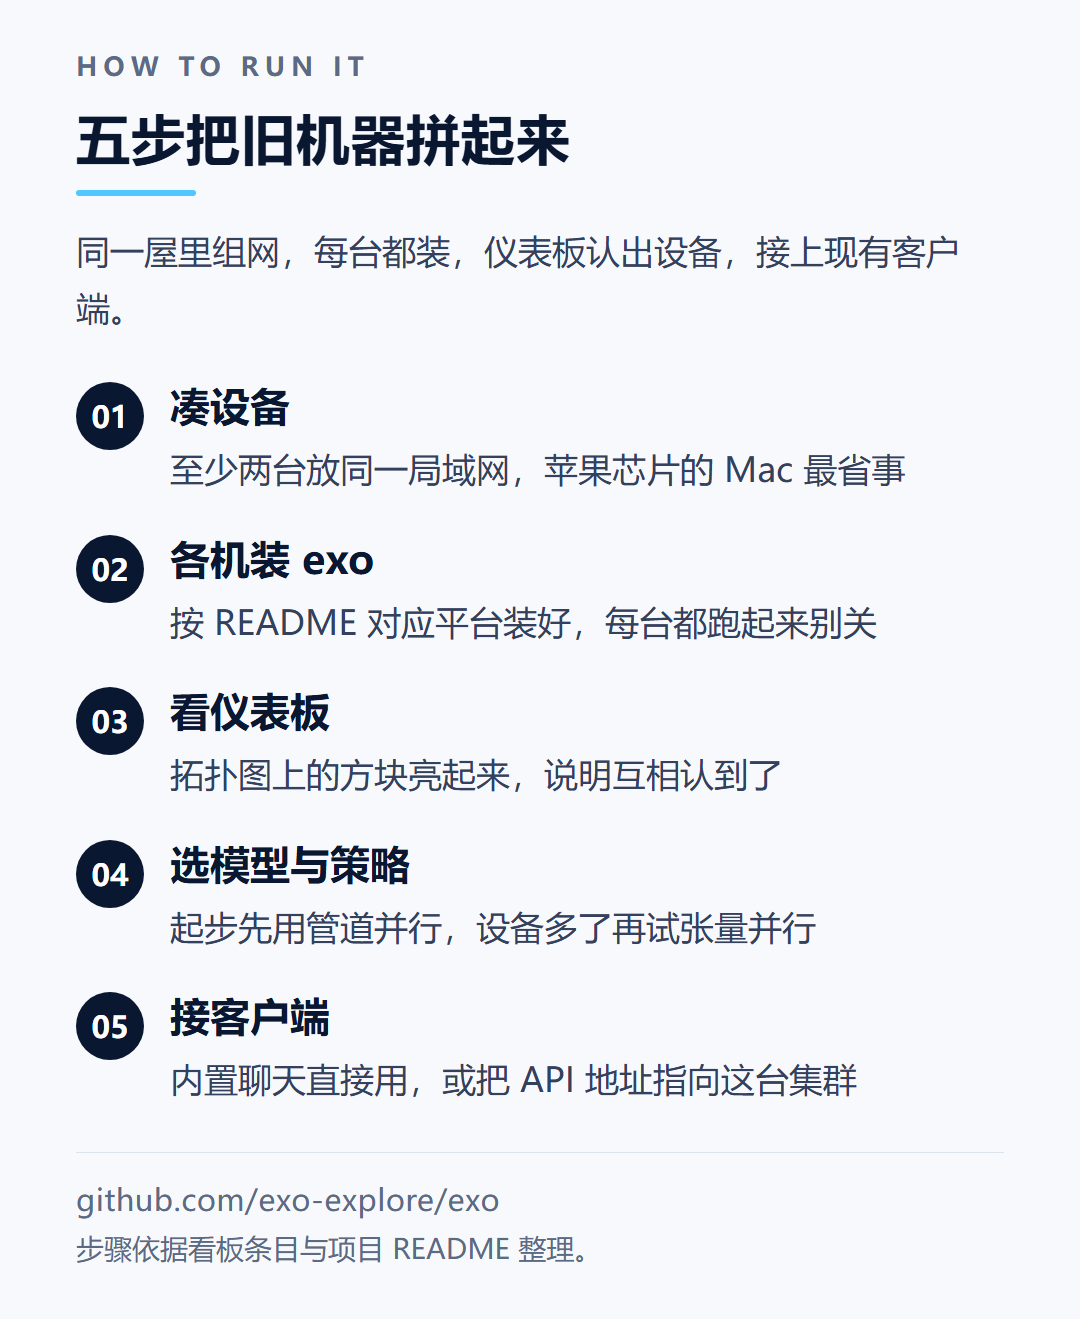 HOW TO RUN IT
五步把旧机器拼起来
同一屋里组网，每台都装，仪表板认出设备，接上现有客户
端。
01 凑设备
至少两台放同一局域网，苹果芯片的 Mac 最省事
02 各机装 exo
按 README 对应平台装好，每台都跑起来别关
03 看仪表板
拓扑图上的方块亮起来，说明互相认到了
04 选模型与策略
起步先用管道并行，设备多了再试张量并行
05 接客户端
内置聊天直接用，或把 API 地址指向这台集群
github.com/exo-explore/exo
步骤依据看板条目与项目 README 整理。